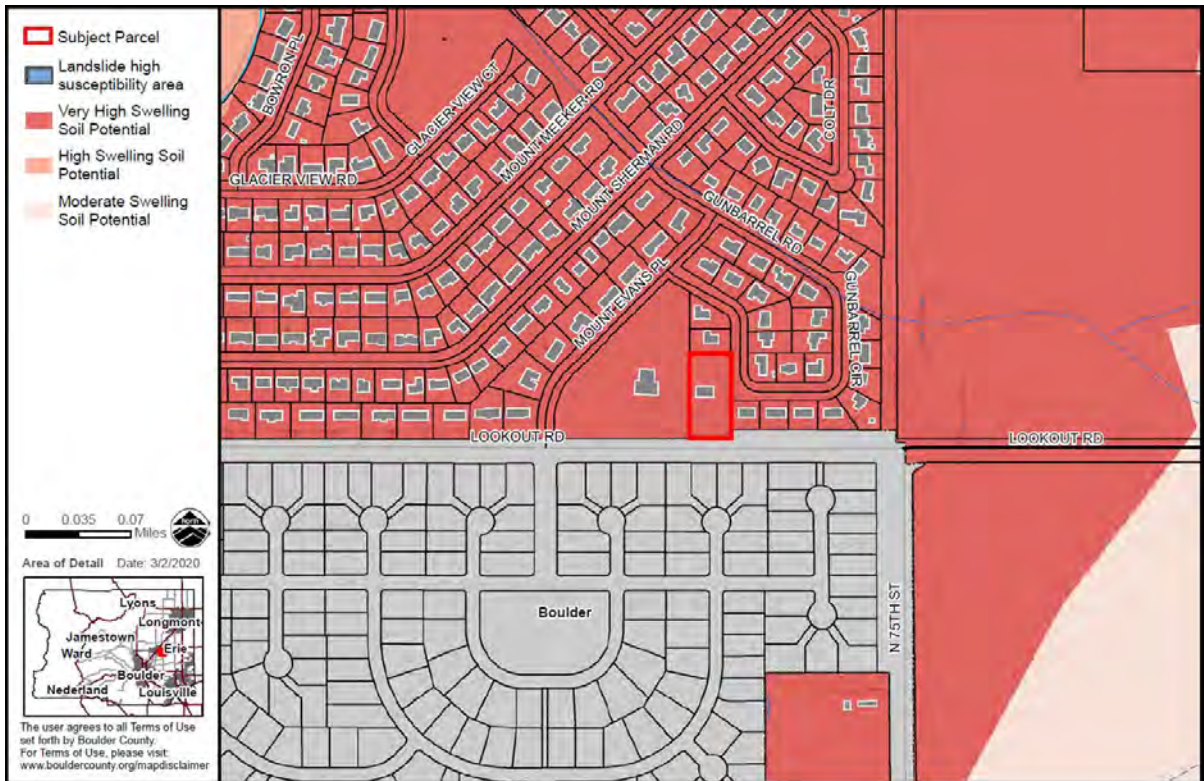 Subject Parcel
Landslide high
susceptibility area
Very High Swelling
Soil Potential
High Swelling Soil
Potential
Moderate Swelling
Soil Potential
0 0.035 0.07
Miles
north
Area of Detail Date: 3/2/2020
Lyons
Longmont
Jamestown
Ward
Erie
Boulder
Nederland
Louisville
The user agrees to all Terms of Use
set forth by Boulder County.
For Terms of Use, please visit:
www.bouldercounty.org/mapdisclaimer
BOWRON PL
GLACIER VIEW CT
MOUNT MEEKER RD
COLT DR
GLACIER VIEW RD
MOUNT SHERMAN RD
GUNBARREL RD
MOUNT EVANS PL
GUNBARREL CIR
LOOKOUT RD
LOOKOUT RD
Boulder
N 75TH ST